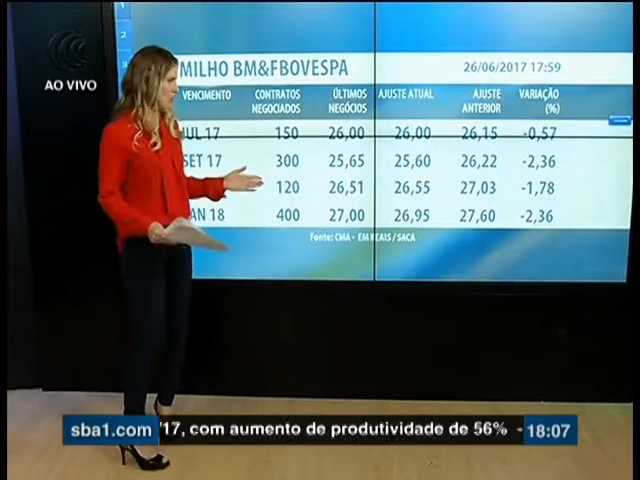 1
2
3
AO VIVO
MILHO BM&FBOVESPA 26/06/2017 17:59
VENCIMENTO CONTRATOS NEGOCIADOS ÚLTIMOS NEGÓCIOS AJUSTE ATUAL AJUSTE ANTERIOR VARIAÇÃO (%)
JUL 17 150 26,00 26,00 26,15 -0,57
SET 17 300 25,65 25,60 26,22 -2,36
120 26,51 26,55 27,03 -1,78
AN 18 400 27,00 26,95 27,60 -2,36
Fonte: CMA - EM REAIS / SACA
sba1.com '17, com aumento de produtividade de 56% - 18:07